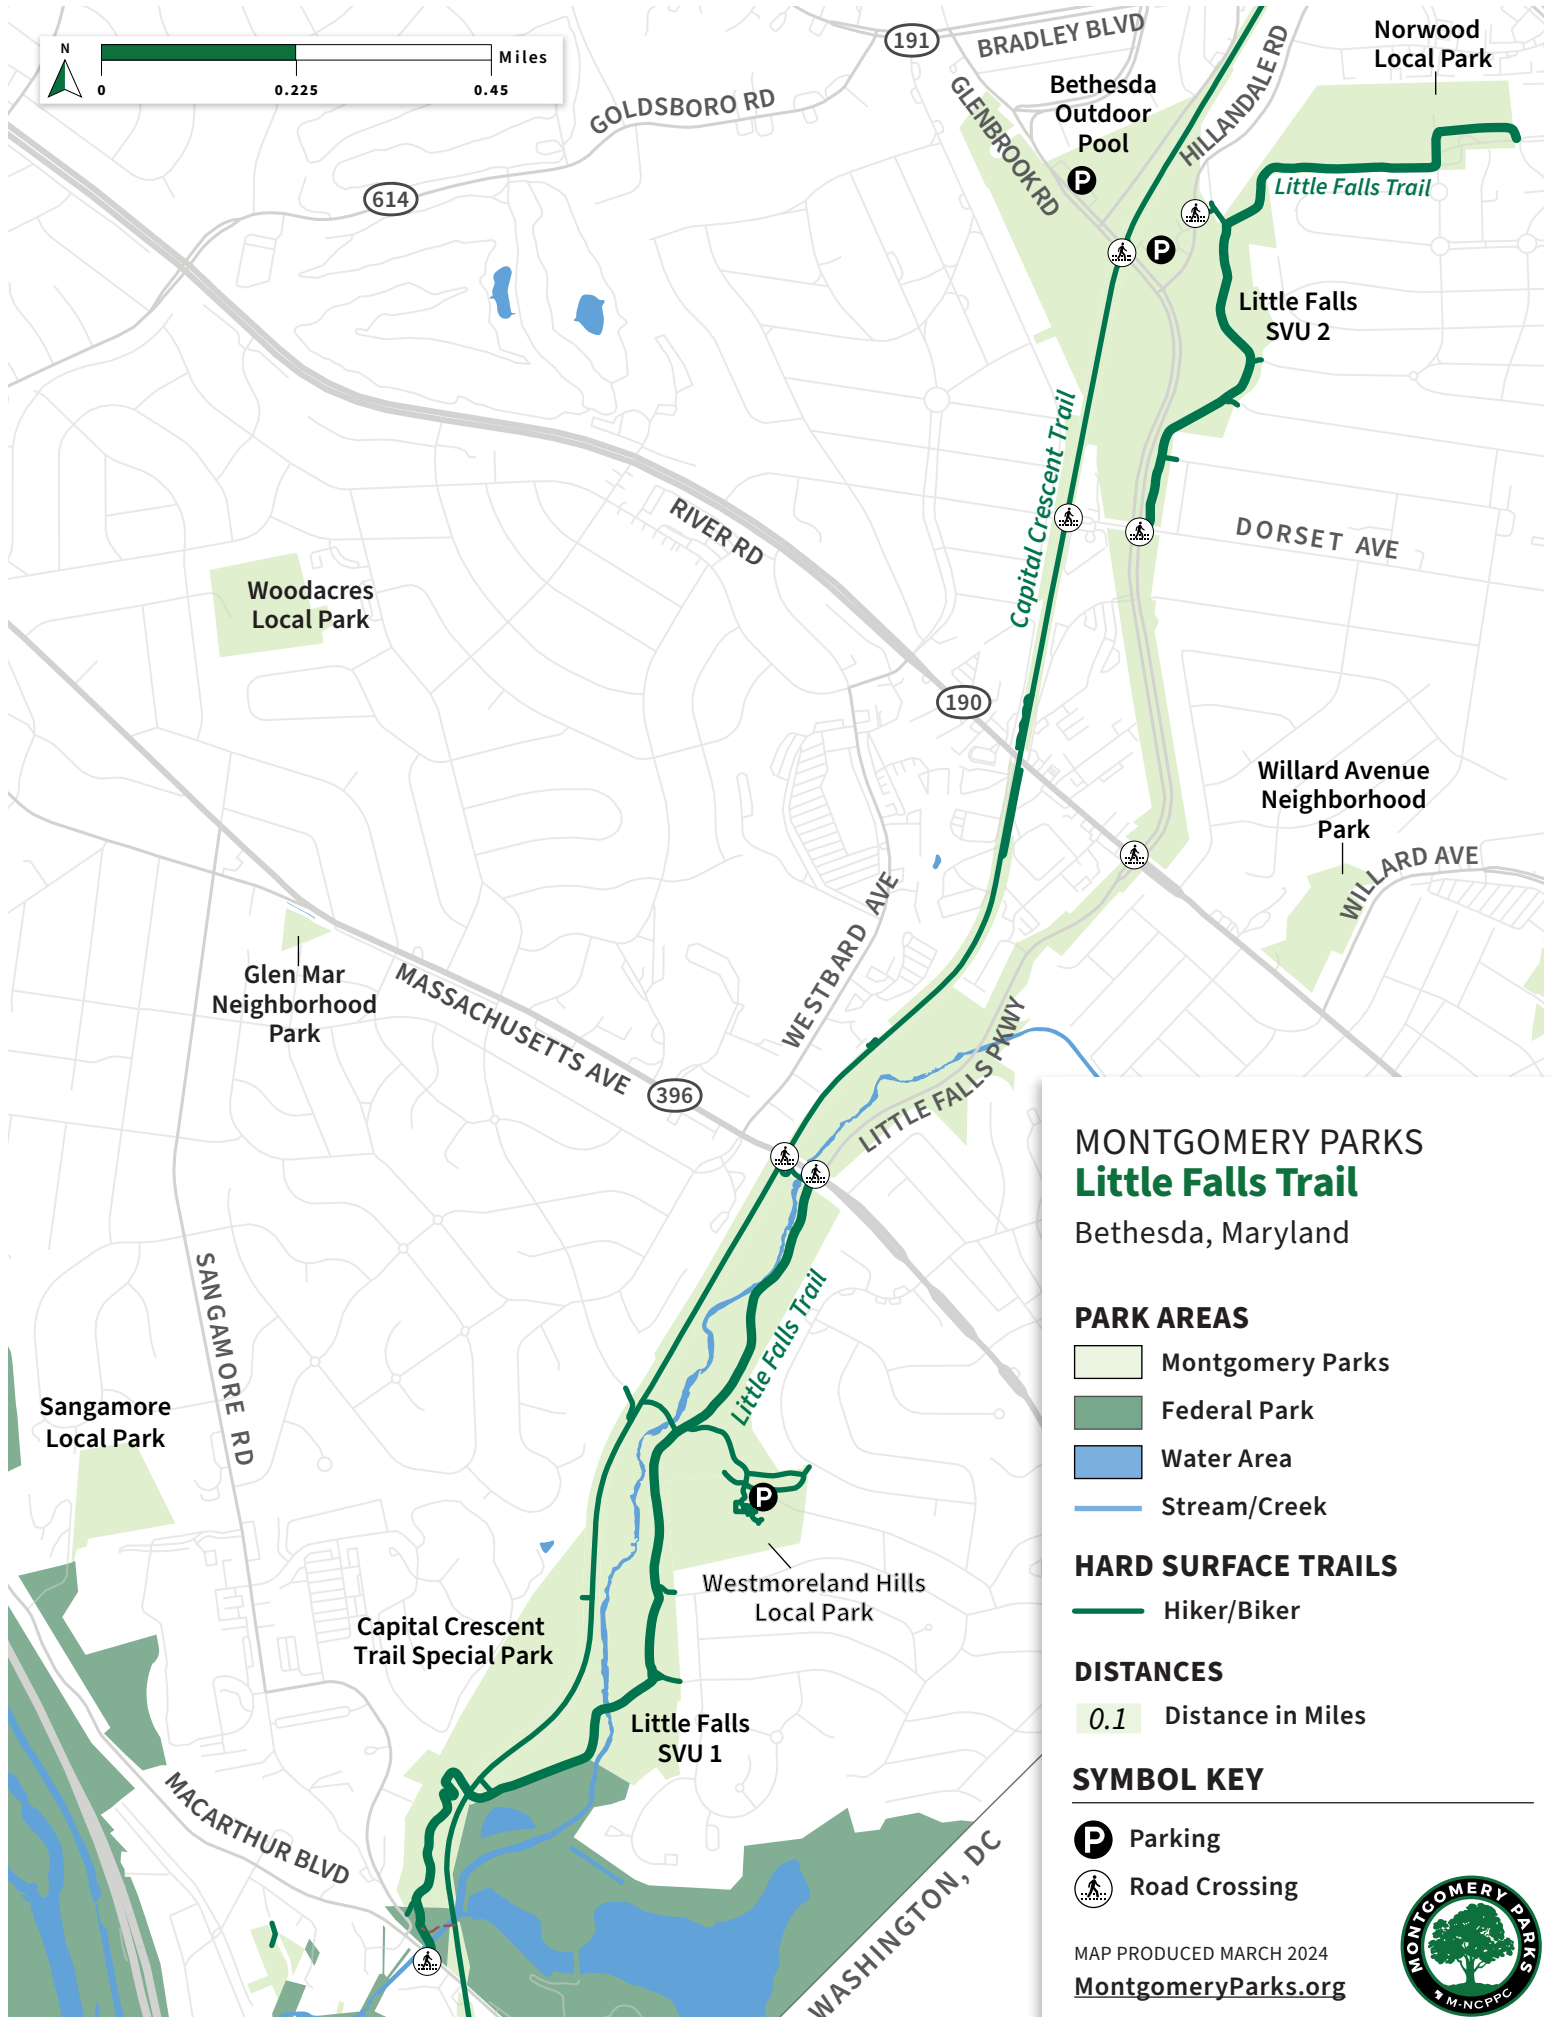 N
0
0.225
0.45
Miles
191
BRADLEY BLVD
Norwood
Local Park
GOLDSBORO RD
GLENBROOK RD
Bethesda
Outdoor
Pool
HILLANDALE RD
P
614
Little Falls Trail
P
Little Falls
SVU 2
Capital Crescent Trail
RIVER RD
DORSET AVE
Woodacres
Local Park
190
Willard Avenue
Neighborhood
Park
WILLARD AVE
WESTBARD AVE
Glen Mar
Neighborhood
Park
MASSACHUSETTS AVE
396
LITTLE FALLS PKWY
SANGAMORE RD
Little Falls Trail
Sangamore
Local Park
P
Westmoreland Hills
Local Park
Capital Crescent
Trail Special Park
Little Falls
SVU 1
MACARTHUR BLVD
WASHINGTON, DC
MONTGOMERY PARKS
Little Falls Trail
Bethesda, Maryland
PARK AREAS
Montgomery Parks
Federal Park
Water Area
Stream/Creek
HARD SURFACE TRAILS
Hiker/Biker
DISTANCES
0.1 Distance in Miles
SYMBOL KEY
P Parking
Road Crossing
MAP PRODUCED MARCH 2024
MontgomeryParks.org
MONTGOMERY PARKS
M-NCPPC